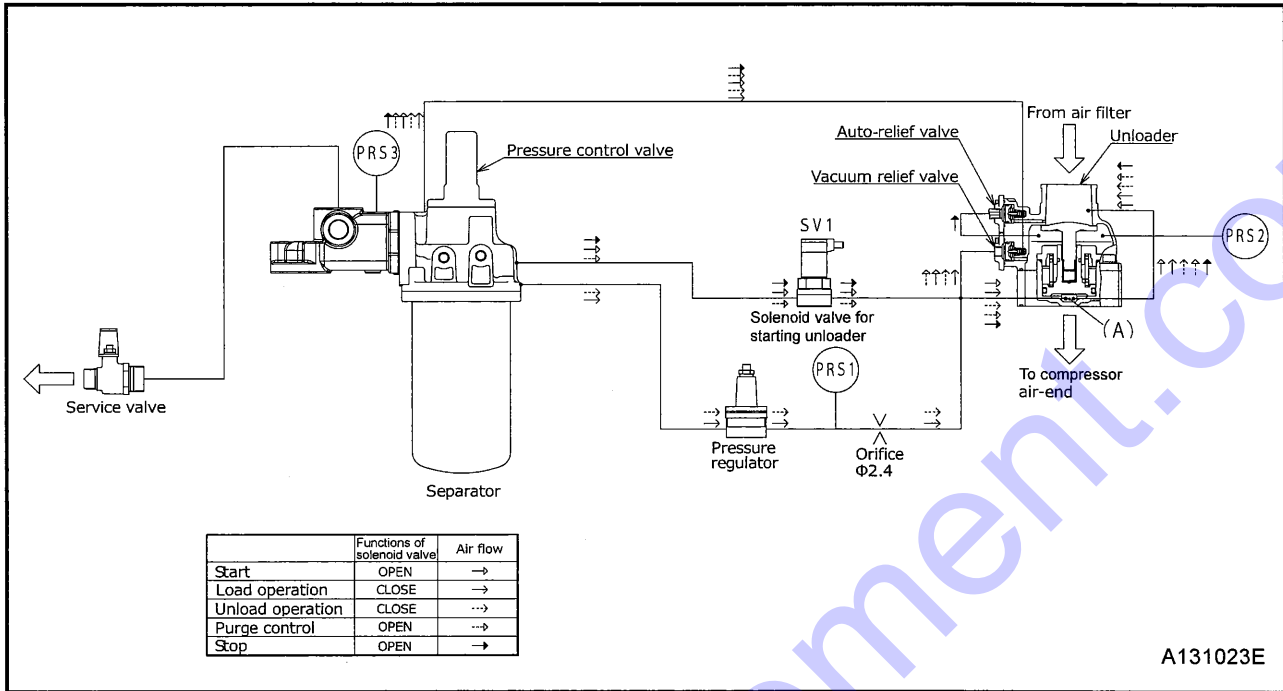 From air filter
Auto-relief valve
Unloader
PRS3
Pressure control valve
Vacuum relief valve
SV1
PRS2
Solenoid valve for
starting unloader
(A)
PRS1
To compressor
air-end
Service valve
Pressure
regulator
Orifice
Φ2.4
Separator
Functions of
solenoid valve
Air flow
Start OPEN
Load operation CLOSE
Unload operation CLOSE
Purge control OPEN
Stop OPEN
A131023E